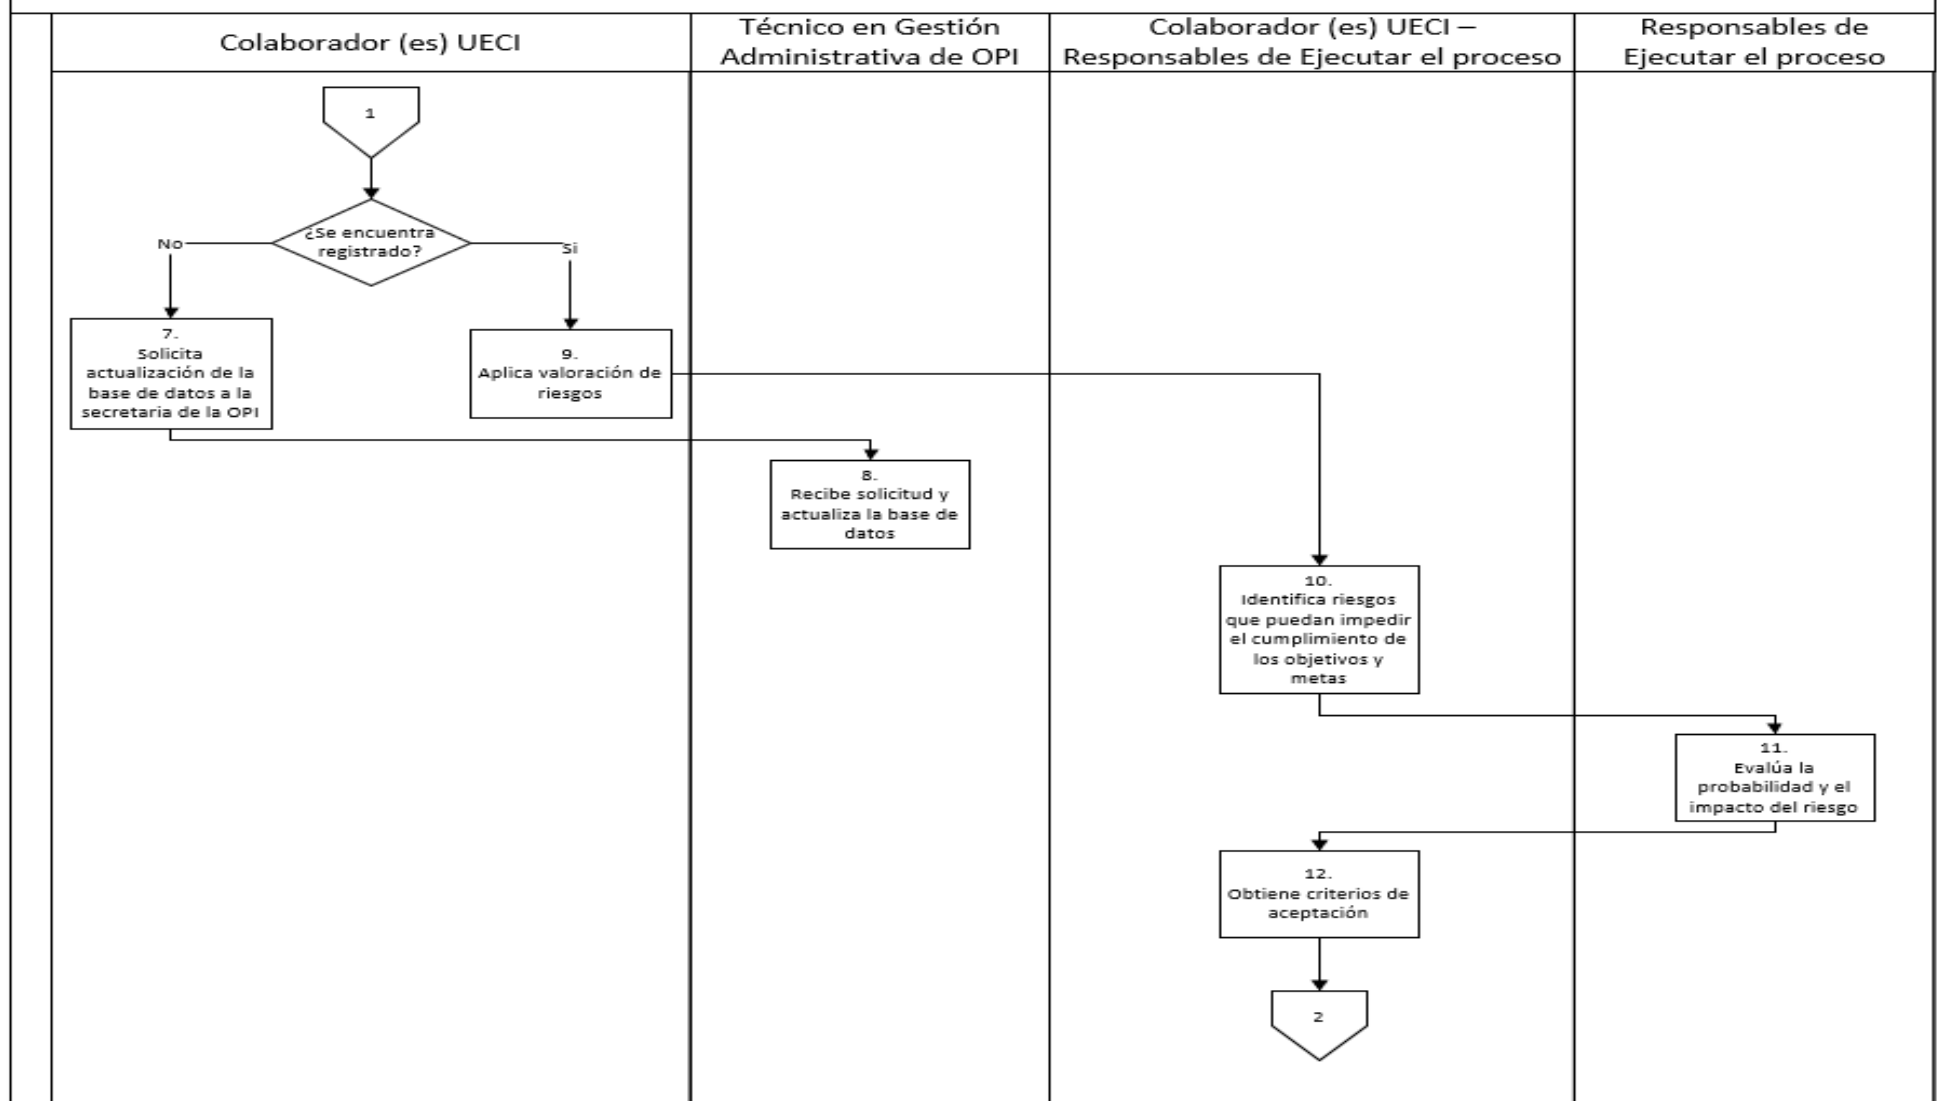 Colaborador (es) UECI
Técnico en Gestión
Administrativa de OPI
Colaborador (es) UECI –
Responsables de Ejecutar el proceso
Responsables de
Ejecutar el proceso
1
¿Se encuentra
registrado?
No
Si
7.
Solicita
actualización de la
base de datos a la
secretaria de la OPI
9.
Aplica valoración de
riesgos
8.
Recibe solicitud y
actualiza la base de
datos
10.
Identifica riesgos
que puedan impedir
el cumplimiento de
los objetivos y
metas
11.
Evalúa la
probabilidad y el
impacto del riesgo
12.
Obtiene criterios de
aceptación
2